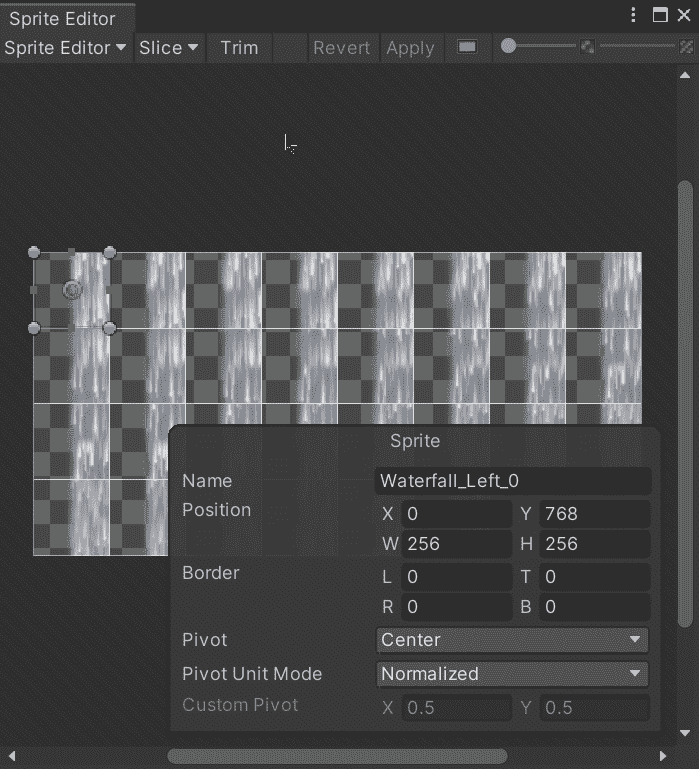 Sprite Editor
Sprite Editor Slice Trim Revert Apply
Sprite
Name Waterfall_Left_0
Position X 0 Y 768
W 256 H 256
Border L 0 T 0
R 0 B 0
Pivot Center
Pivot Unit Mode Normalized
Custom Pivot X 0.5 Y 0.5